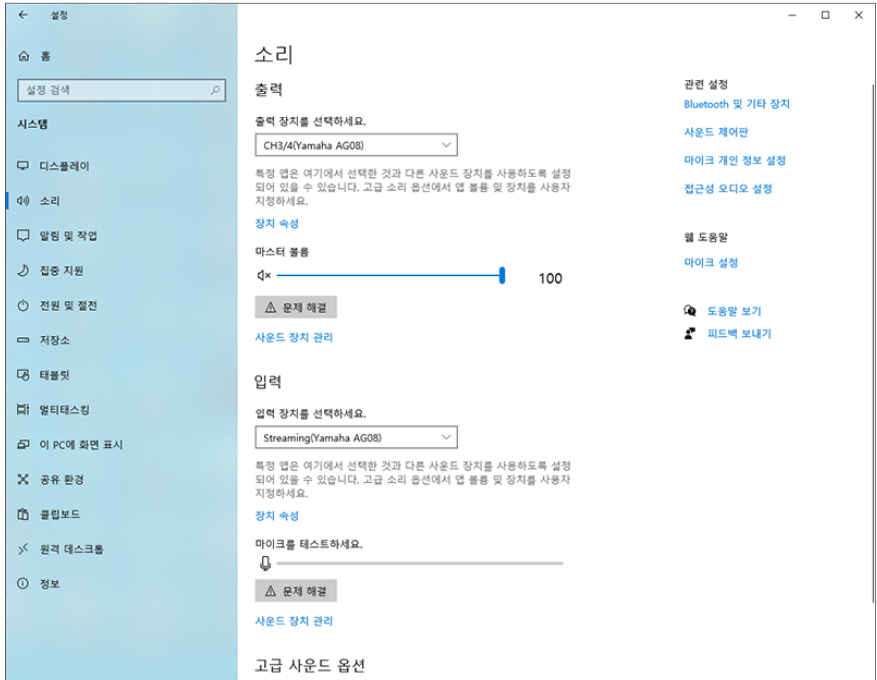 설정
홈
설정 검색
시스템
디스플레이
소리
알림 및 작업
집중 지원
전원 및 절전
저장소
태블릿
멀티태스킹
이 PC에 화면 표시
공유 환경
클립보드
원격 데스크톱
정보
소리
출력
출력 장치를 선택하세요.
CH3/4(Yamaha AG08)
특정 앱은 여기에서 선택한 것과 다른 사운드 장치를 사용하도록 설정
되어 있을 수 있습니다. 고급 소리 옵션에서 앱 볼륨 및 장치를 사용자
지정하세요.
장치 속성
마스터 볼륨
100
문제 해결
사운드 장치 관리
입력
입력 장치를 선택하세요.
Streaming(Yamaha AG08)
특정 앱은 여기에서 선택한 것과 다른 사운드 장치를 사용하도록 설정
되어 있을 수 있습니다. 고급 소리 옵션에서 앱 볼륨 및 장치를 사용자
지정하세요.
장치 속성
마이크를 테스트하세요.
문제 해결
사운드 장치 관리
고급 사운드 옵션
관련 설정
Bluetooth 및 기타 장치
사운드 제어판
마이크 개인 정보 설정
접근성 오디오 설정
웹 도움말
마이크 설정
도움말 보기
피드백 보내기